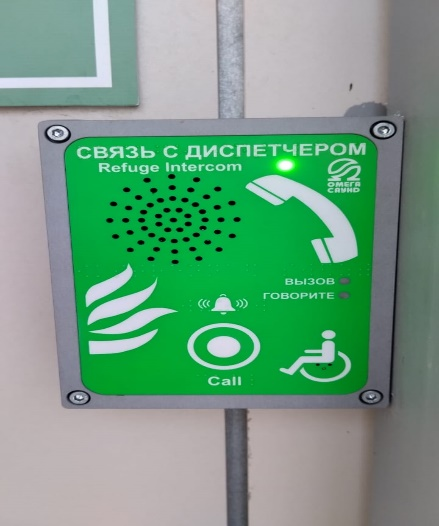 СВЯЗЬ С ДИСПЕТЧЕРОМ
Refuge Intercom
ОМЕГА
САУНД
ВЫЗОВ
ГОВОРИТЕ
Call